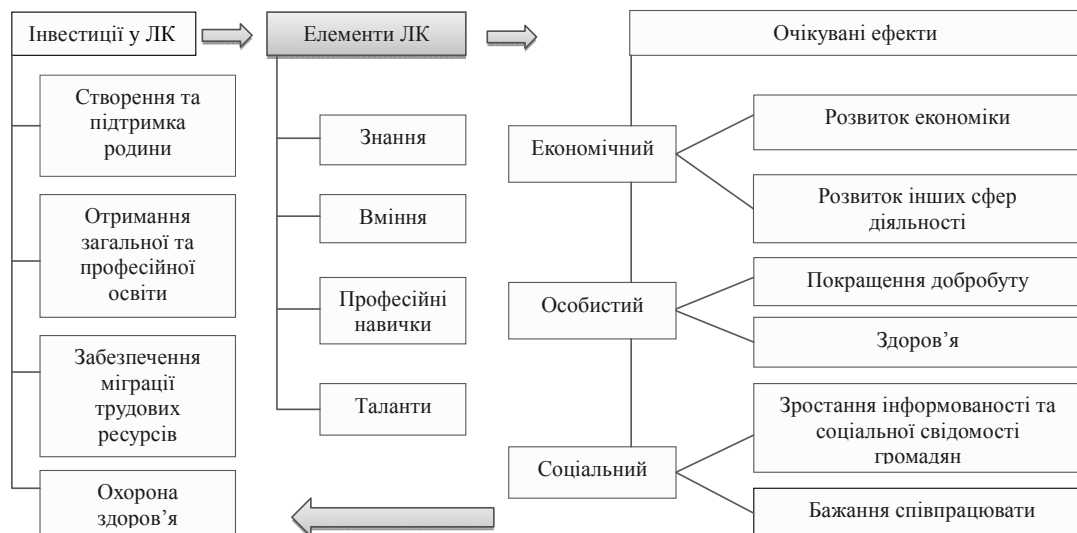 Інвестиції у ЛК
Створення та
підтримка
родини
Отримання
загальної та
професійної
освіти
Забезпечення
міграції
трудових
ресурсів
Охорона
здоров’я
Елементи ЛК
Знання
Вміння
Професійні
навички
Таланти
Очікувані ефекти
Економічний
Розвиток економіки
Розвиток інших сфер
діяльності
Особистий
Покращення добробуту
Здоров’я
Соціальний
Зростання інформованості та
соціальної свідомості
громадян
Бажання співпрацювати